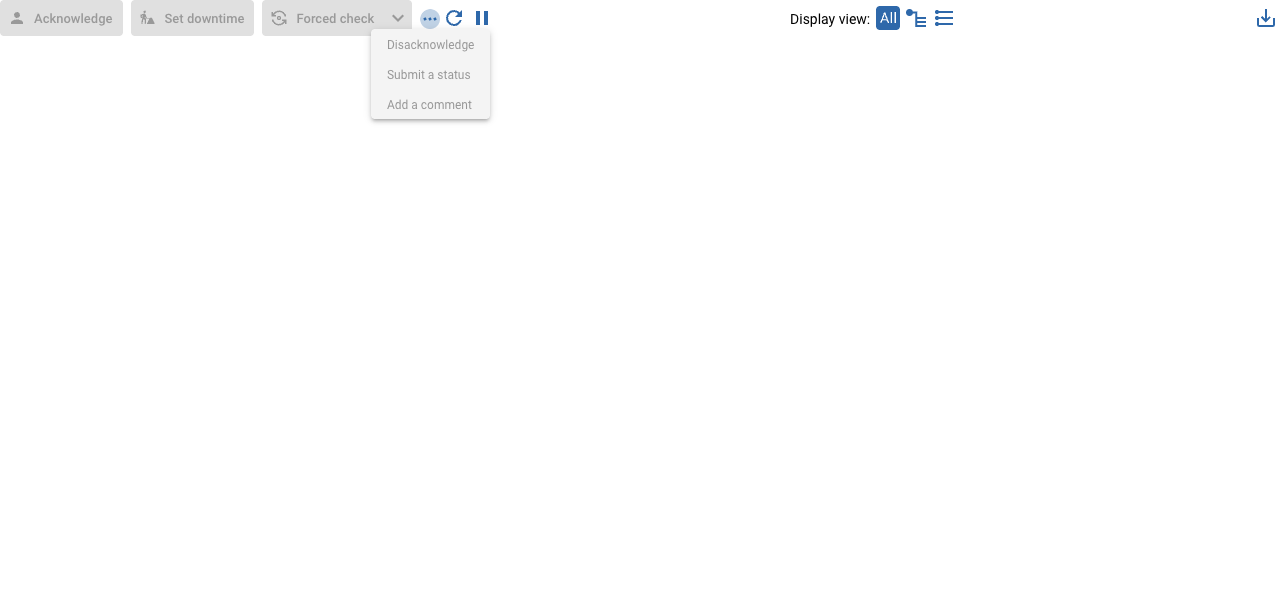 Acknowledge Set downtime Forced check Display view: All
Disacknowledge
Submit a status
Add a comment